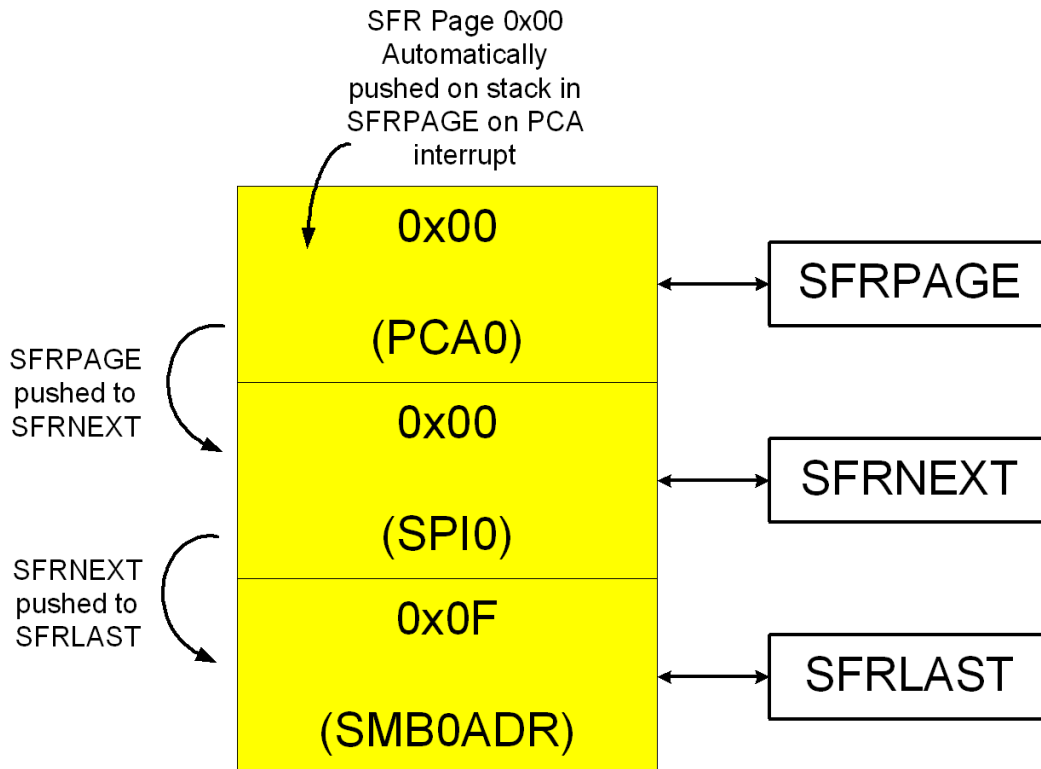 SFR Page 0x00
Automatically
pushed on stack in
SFRPAGE on PCA
interrupt
0x00
(PCA0)
SFRPAGE
SFRPAGE
pushed to
SFRNEXT
0x00
(SPI0)
SFRNEXT
SFRNEXT
pushed to
SFRLAST
0x0F
(SMB0ADR)
SFRLAST